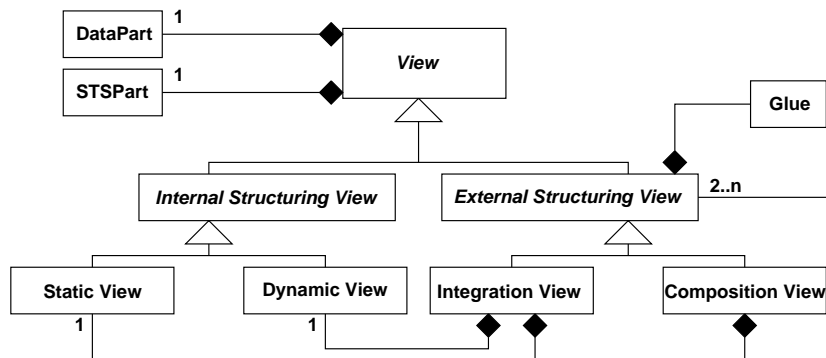 1
DataPart
View
1
STSPart
Glue
Internal Structuring View
External Structuring View
2..n
Static View
Dynamic View
Integration View
Composition View
1
1